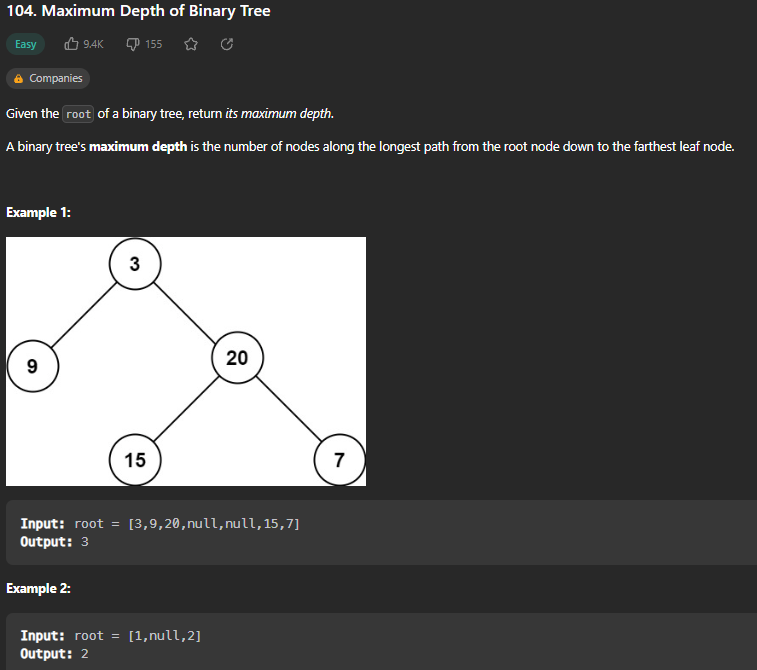 104. Maximum Depth of Binary Tree
Easy 9.4K 155
Companies
Given the root of a binary tree, return its maximum depth.
A binary tree's maximum depth is the number of nodes along the longest path from the root node down to the farthest leaf node.
Example 1:
3
9 20
15 7
Input: root = [3,9,20,null,null,15,7]
Output: 3
Example 2:
Input: root = [1,null,2]
Output: 2